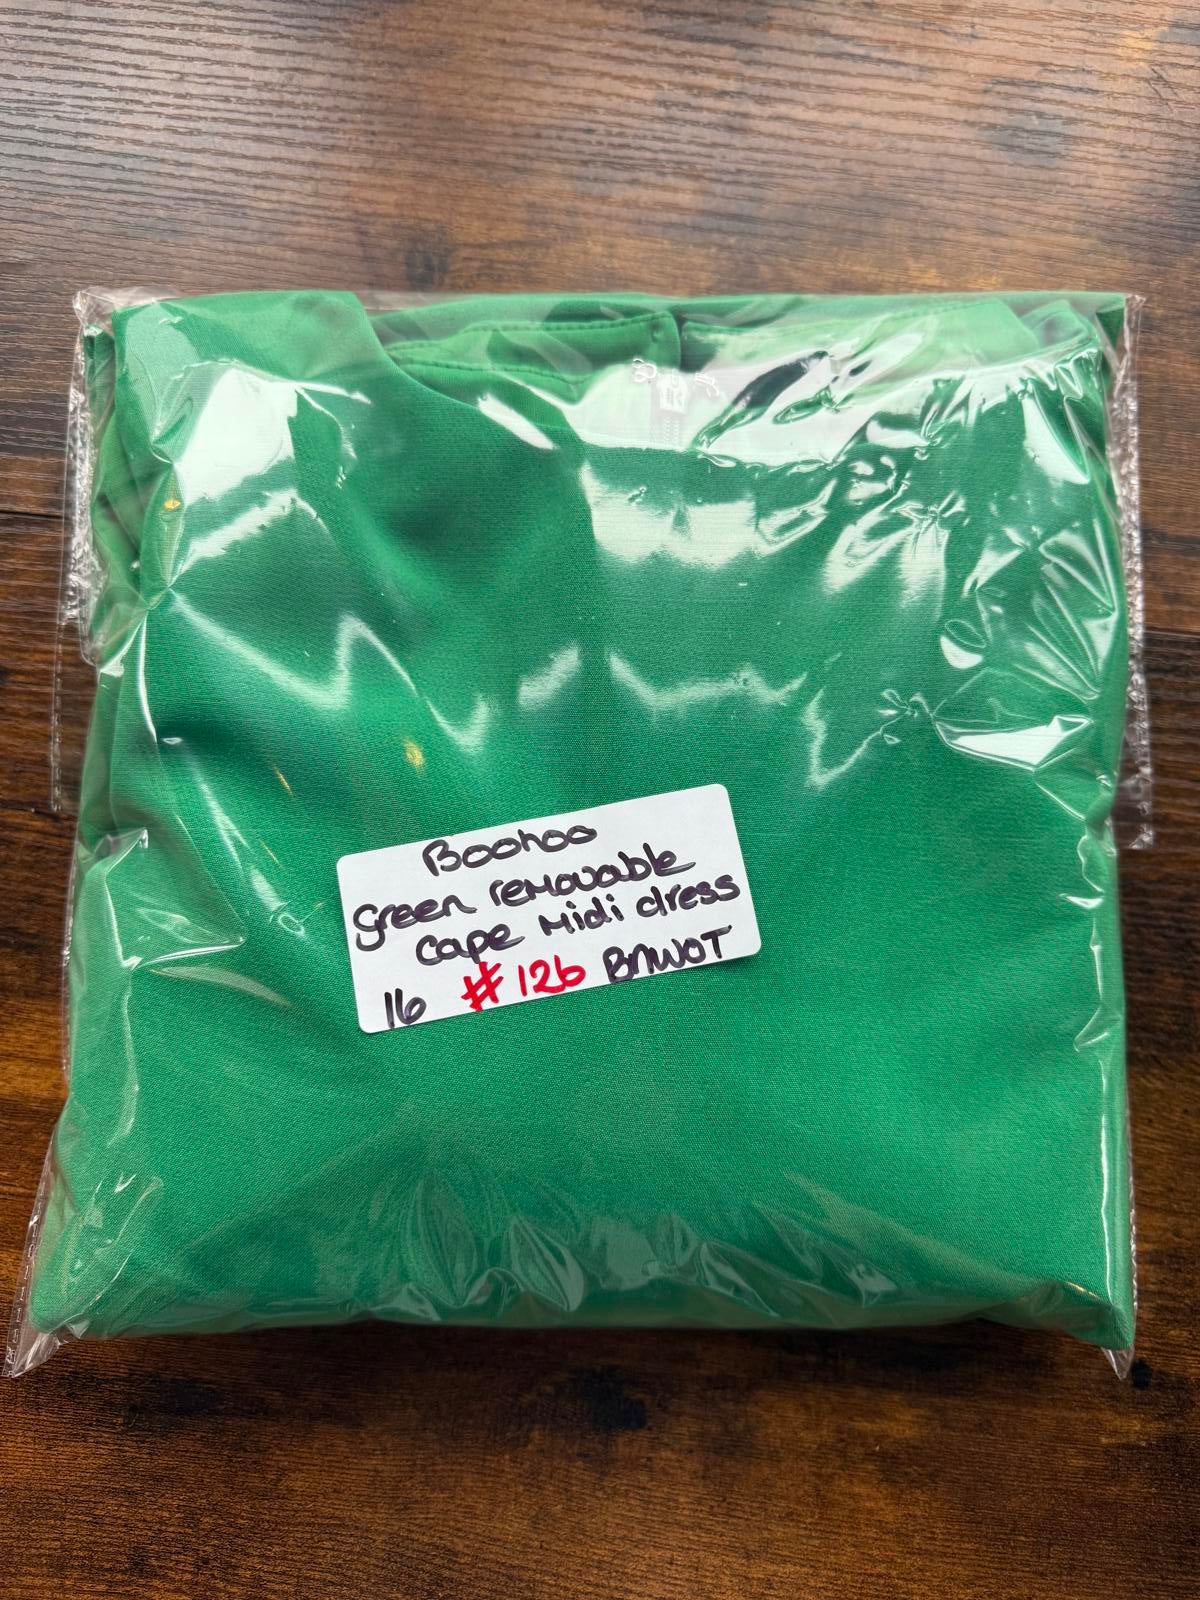 Boohoo
green removable
cape midi dress
16 #126 BNWOT